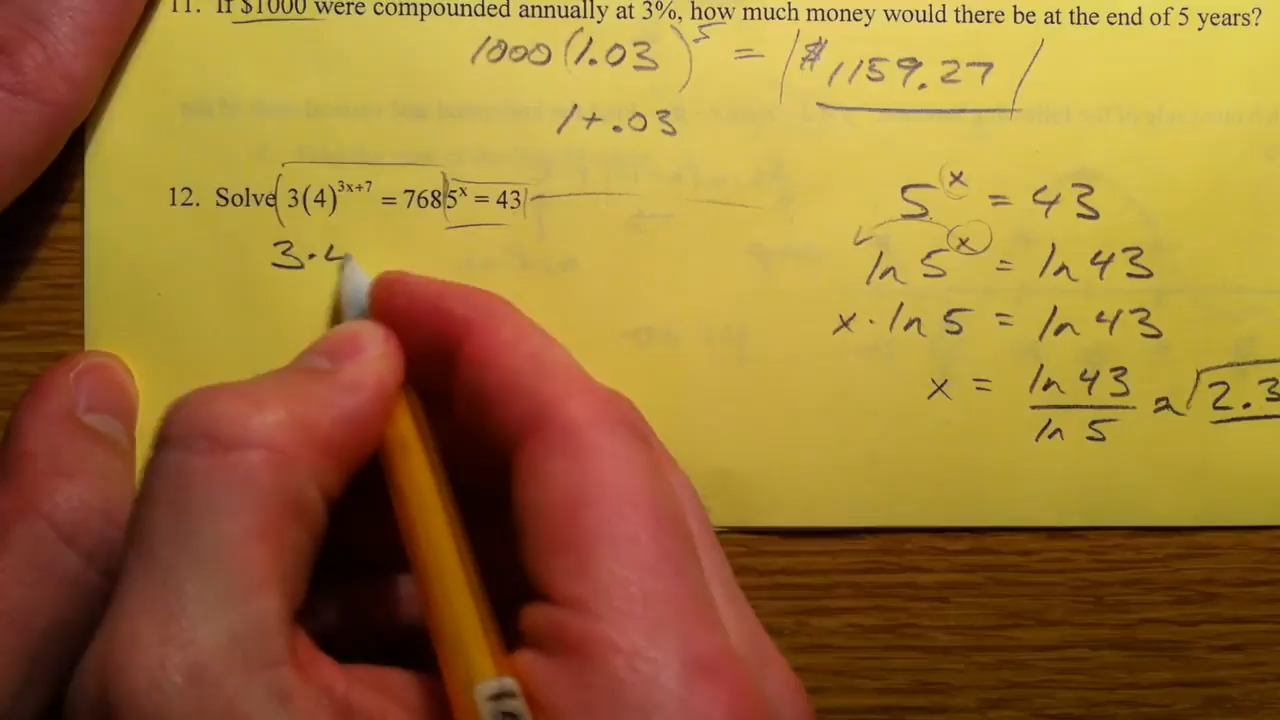 11. If $1000 were compounded annually at 3%, how much money would there be at the end of 5 years?
1000(1.03)^5 = $1159.27
1+.03
12. Solve 3(4)^{3x+7} = 768 5^x = 43
3·4
5^x = 43
ln 5^x = ln 43
x·ln 5 = ln 43
x = ln 43 / ln 5 ≈ 2.3